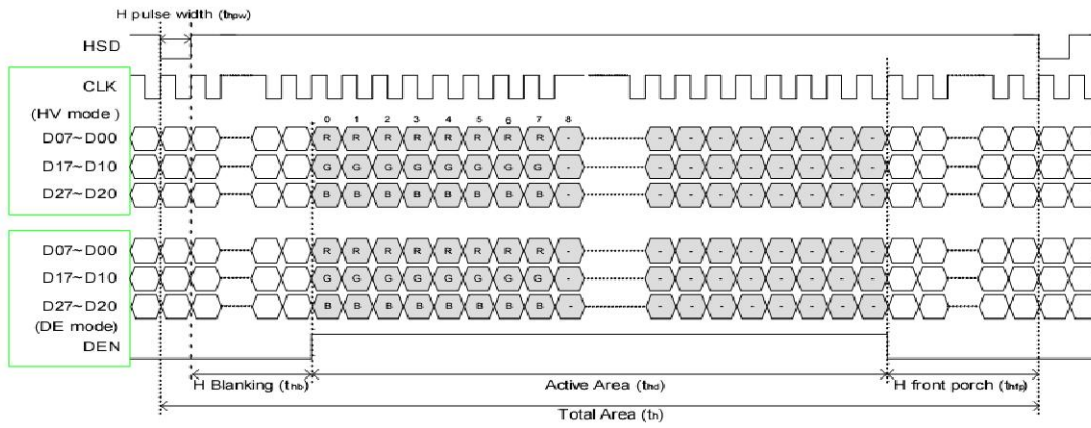 H pulse width (thpw)
HSD
CLK
(HV mode )
0 1 2 3 4 5 6 7 8
D07~D00 R R R R R R R R - - - - - - - - -
D17~D10 G G G G G G G G - - - - - - - - -
D27~D20 B B B B B B B B - - - - - - - - -
D07~D00 R R R R R R R R - - - - - - - - -
D17~D10 G G G G G G G G - - - - - - - - -
D27~D20 B B B B B B B B - - - - - - - - -
(DE mode)
DEN
H Blanking (thb) Active Area (thd) H front porch (thfp)
Total Area (th)